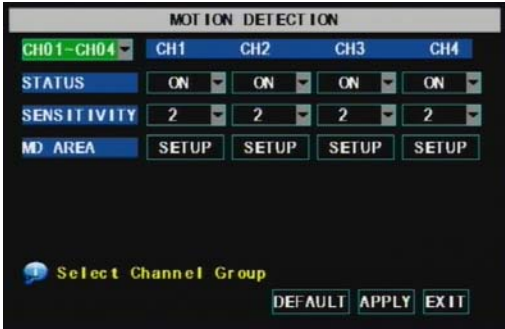 MOTION DETECTION
CH01-CH04 CH1 CH2 CH3 CH4
STATUS ON ON ON ON
SENSITIVITY 2 2 2 2
MD AREA SETUP SETUP SETUP SETUP
Select Channel Group
DEFAULT APPLY EXIT